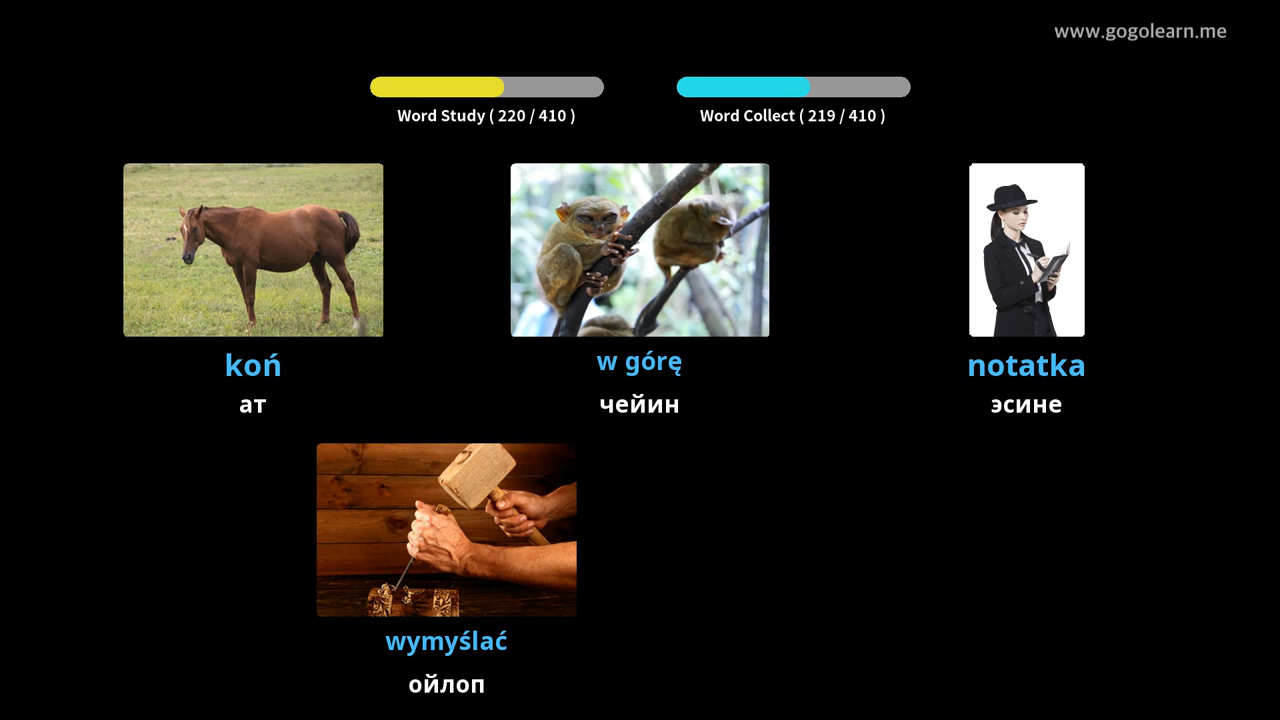 www.gogolearn.me
Word Study ( 220 / 410 )
Word Collect ( 219 / 410 )
koń
ат
w górę
чейин
notatka
эсине
wymyślać
ойлоп